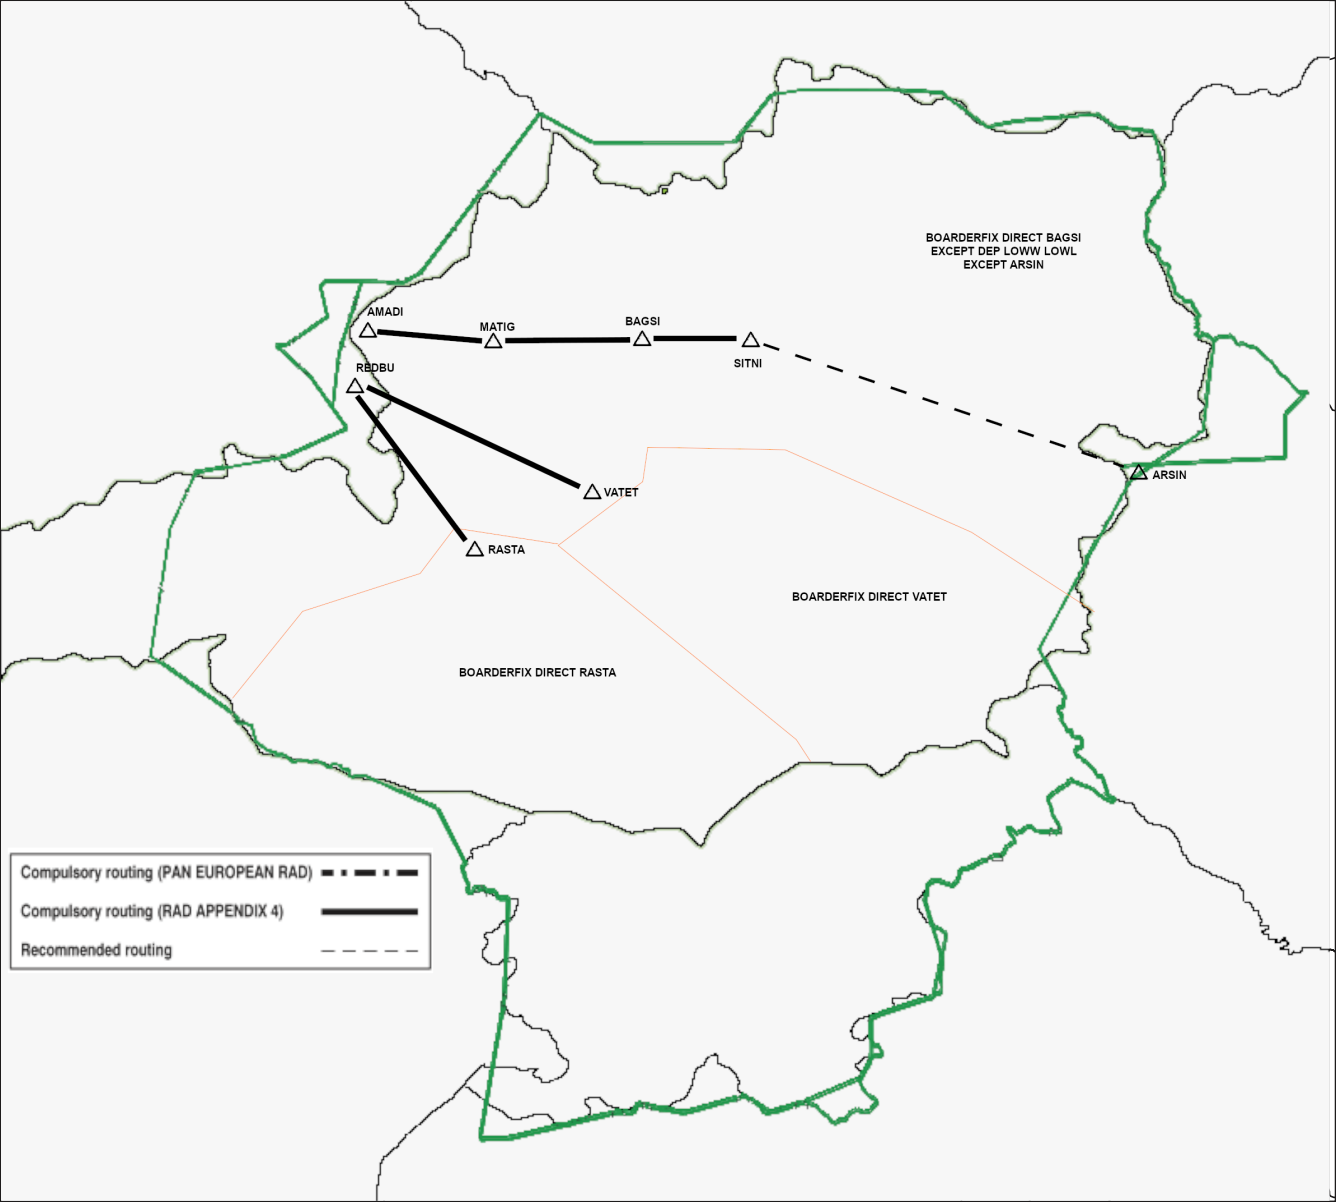 BOARDERFIX DIRECT BAGSI
EXCEPT DEP LOWW LOWL
EXCEPT ARSIN
AMADI
MATIG
BAGSI
SITNI
REDBU
VATET
ARSIN
RASTA
BOARDERFIX DIRECT VATET
BOARDERFIX DIRECT RASTA
Compulsory routing (PAN EUROPEAN RAD)
Compulsory routing (RAD APPENDIX 4)
Recommended routing